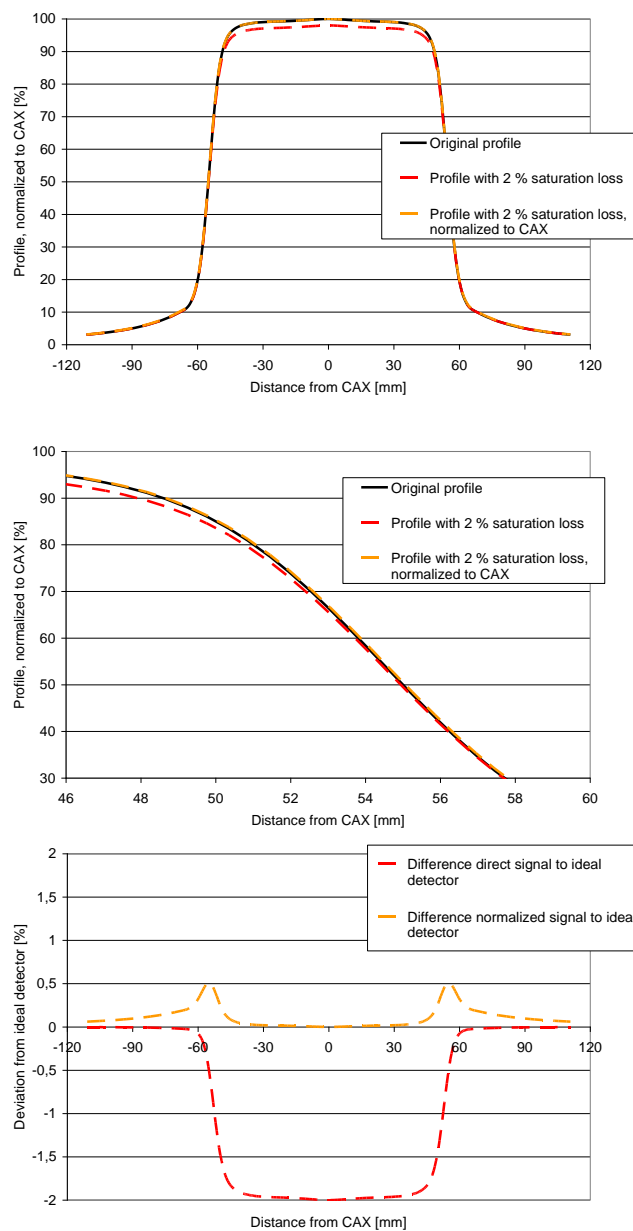 100
90
80
70
60
50
40
30
20
10
0
Profile, normalized to CAX [%]
Original profile
Profile with 2 % saturation loss
Profile with 2 % saturation loss,
normalized to CAX
-120 -90 -60 -30 0 30 60 90 120
Distance from CAX [mm]
100
90
80
70
60
50
40
30
Profile, normalized to CAX [%]
Original profile
Profile with 2 % saturation loss
Profile with 2 % saturation loss,
normalized to CAX
46 48 50 52 54 56 58 60
Distance from CAX [mm]
2
1,5
1
0,5
0
-0,5
-1
-1,5
-2
Deviation from ideal detector [%]
Difference direct signal to ideal
detector
Difference normalized signal to ideal
detector
-120 -90 -60 -30 0 30 60 90 120
Distance from CAX [mm]